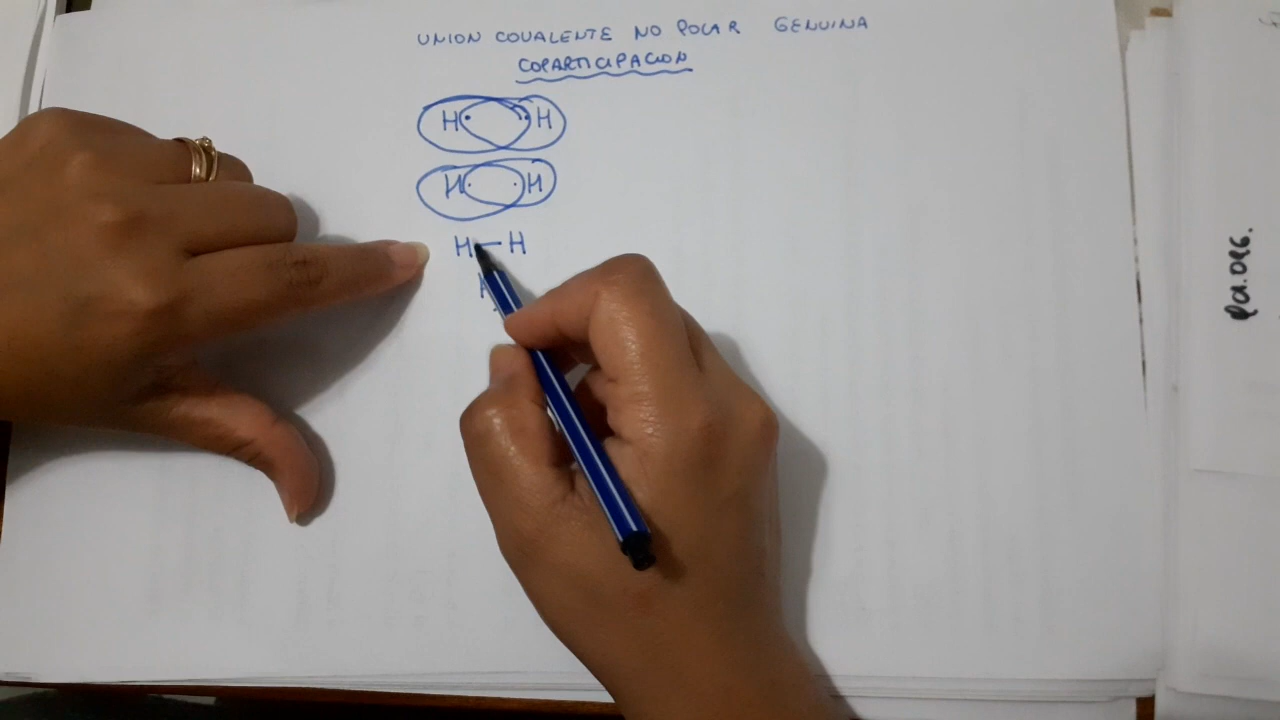 UNION COVALENTE NO POLAR GENUINA
COPARTICIPACION
H H
H H
H — H